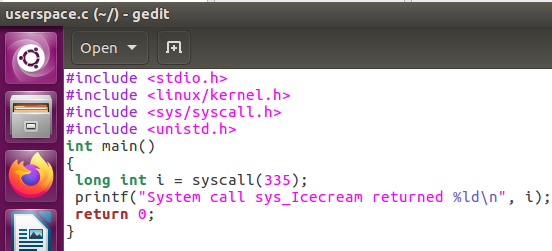 userspace.c (~/) - gedit
Open
#include <stdio.h>
#include <linux/kernel.h>
#include <sys/syscall.h>
#include <unistd.h>
int main()
{
 long int i = syscall(335);
 printf("System call sys_Icecream returned %ld\n", i);
 return 0;
}